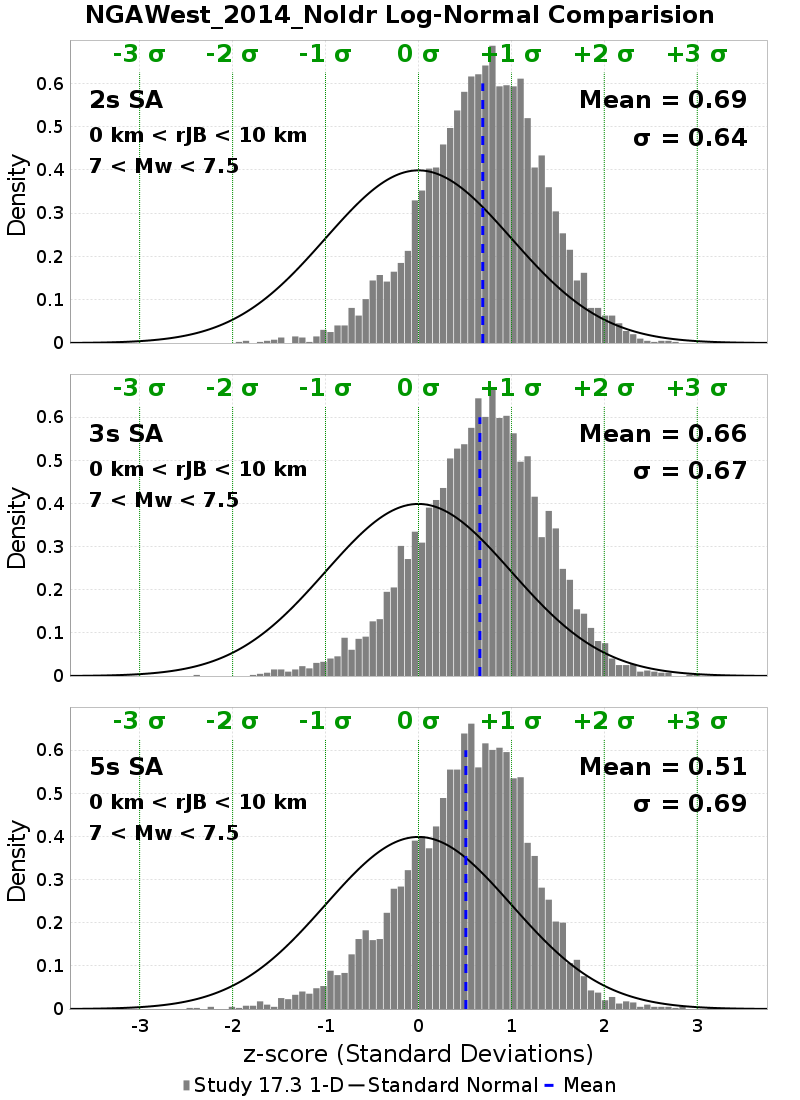 NGAWest_2014_NoIdr Log-Normal Comparision
-3 σ -2 σ -1 σ 0 σ +1 σ +2 σ +3 σ
2s SA
0 km < rJB < 10 km
7 < Mw < 7.5
Mean = 0.69
σ = 0.64
Density
0.6
0.5
0.4
0.3
0.2
0.1
0
-3 σ -2 σ -1 σ 0 σ +1 σ +2 σ +3 σ
3s SA
0 km < rJB < 10 km
7 < Mw < 7.5
Mean = 0.66
σ = 0.67
Density
0.6
0.5
0.4
0.3
0.2
0.1
0
-3 σ -2 σ -1 σ 0 σ +1 σ +2 σ +3 σ
5s SA
0 km < rJB < 10 km
7 < Mw < 7.5
Mean = 0.51
σ = 0.69
Density
0.6
0.5
0.4
0.3
0.2
0.1
0
-3 -2 -1 0 1 2 3
z-score (Standard Deviations)
Study 17.3 1-D Standard Normal Mean